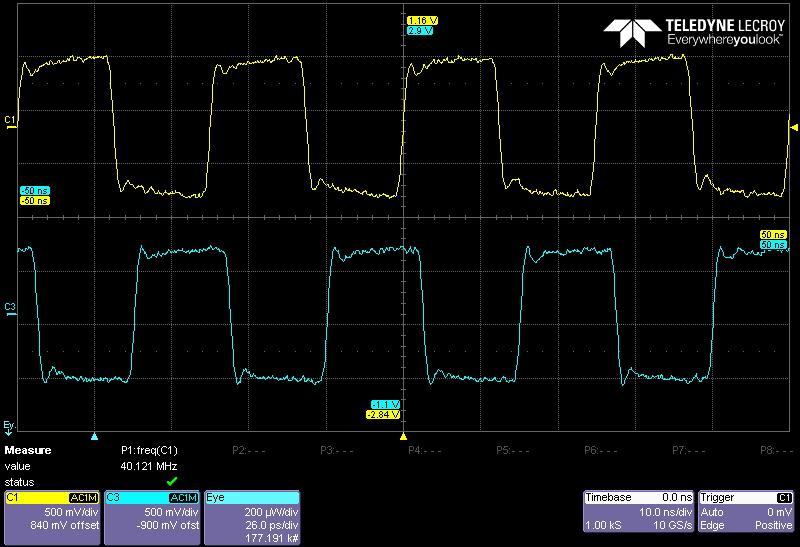 1.16 V
2.9 V
TELEDYNE LECROY
Everywhereyoulook™
C1
-50 ns
-50 ns
50 ns
50 ns
C3
-1.1 V
-2.84 V
Ey
Measure P1:freq(C1) P2:--- P3:--- P4:--- P5:--- P6:--- P7:--- P8:---
value 40.121 MHz
status
C1 AC1M
500 mV/div
840 mV offset
C3 AC1M
500 mV/div
-900 mV ofst
Eye
200 µW/div
26.0 ps/div
177.191 k#
Timebase 0.0 ns
10.0 ns/div
1.00 kS 10 GS/s
Trigger C1
Auto 0 mV
Edge Positive